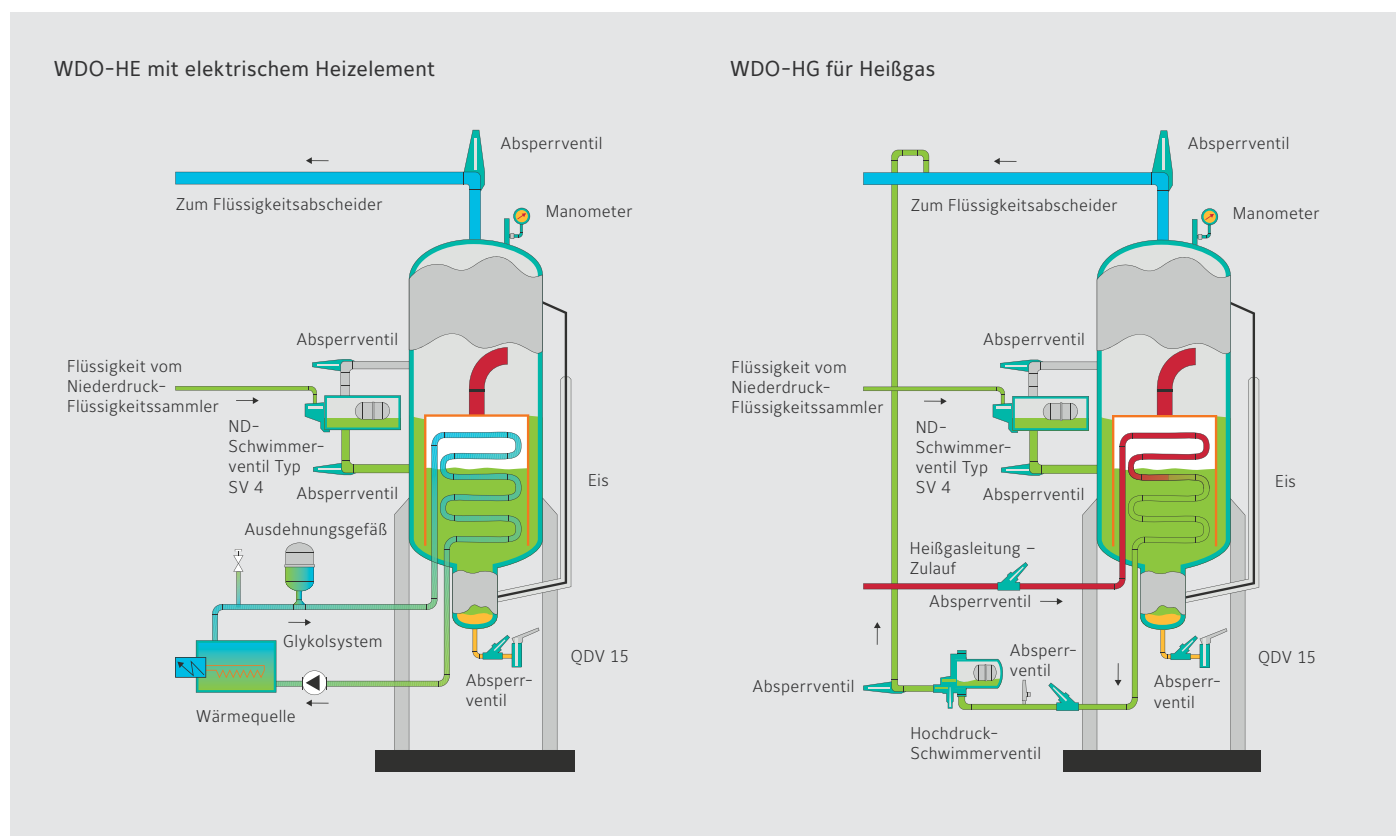 WDO-HE mit elektrischem Heizelement
Absperrventil
Zum Flüssigkeitsabscheider
Manometer
Absperrventil
Flüssigkeit vom
Niederdruck-
Flüssigkeitssammler
ND-
Schwimmer-
ventil Typ
SV 4
Absperrventil
Eis
Ausdehnungsgefäß
Glykolsystem
QDV 15
Absperr-
ventil
Wärmequelle
WDO-HG für Heißgas
Absperrventil
Zum Flüssigkeitsabscheider
Manometer
Absperrventil
Flüssigkeit vom
Niederdruck-
Flüssigkeitssammler
ND-
Schwimmer-
ventil Typ
SV 4
Absperrventil
Eis
Heißgasleitung –
Zulauf
Absperrventil
Absperr-
ventil
QDV 15
Absperrventil
Absperr-
ventil
Hochdruck-
Schwimmerventil